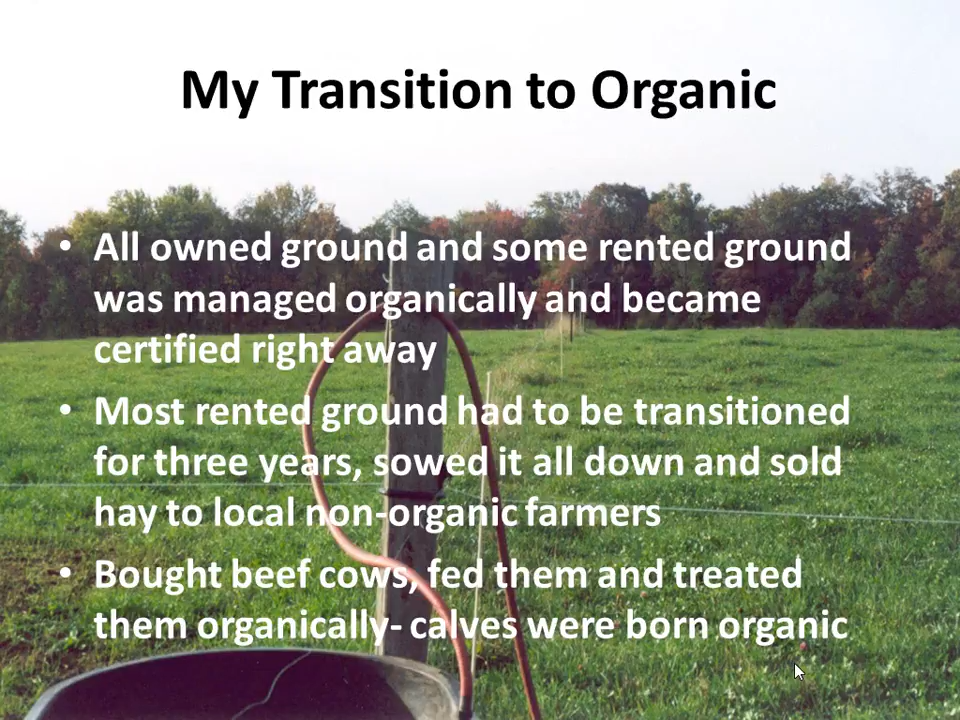 My Transition to Organic
• All owned ground and some rented ground
was managed organically and became
certified right away
• Most rented ground had to be transitioned
for three years, sowed it all down and sold
hay to local non-organic farmers
• Bought beef cows, fed them and treated
them organically- calves were born organic